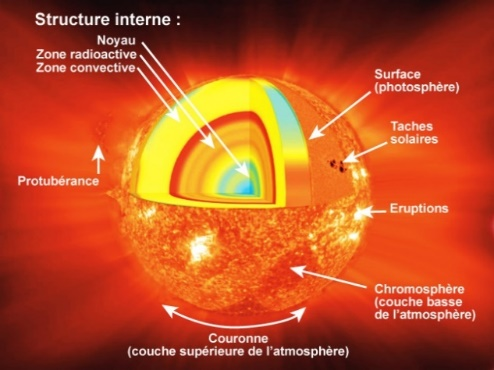 Structure interne :
Noyau
Zone radioactive
Zone convective
Surface
(photosphère)
Taches
solaires
Protubérance
Eruptions
Chromosphère
(couche basse
de l'atmosphère)
Couronne
(couche supérieure de l'atmosphère)